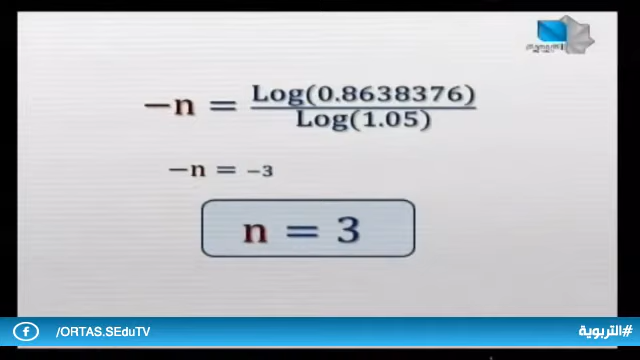 −n = Log(0.8638376) / Log(1.05)
−n = −3
n = 3
/ORTAS.SEduTV
#التربوية